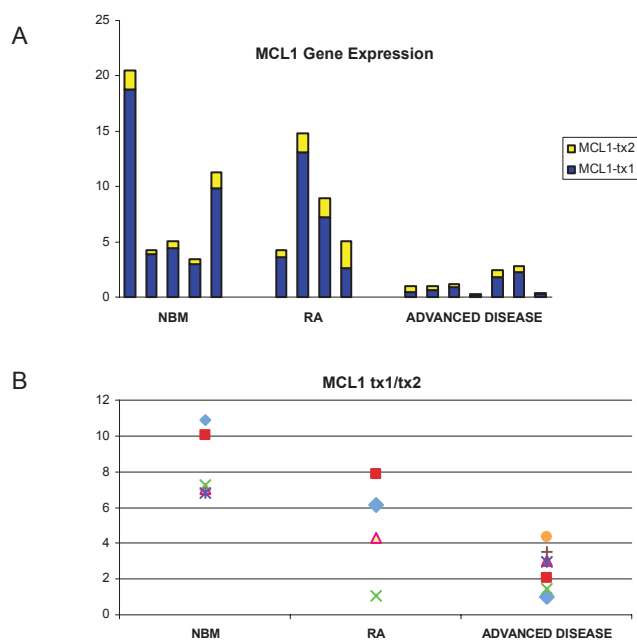 A
MCL1 Gene Expression
25
20
15
10
5
0
MCL1-tx2
MCL1-tx1
NBM RA ADVANCED DISEASE
B
MCL1 tx1/tx2
12
10
8
6
4
2
0
NBM RA ADVANCED DISEASE